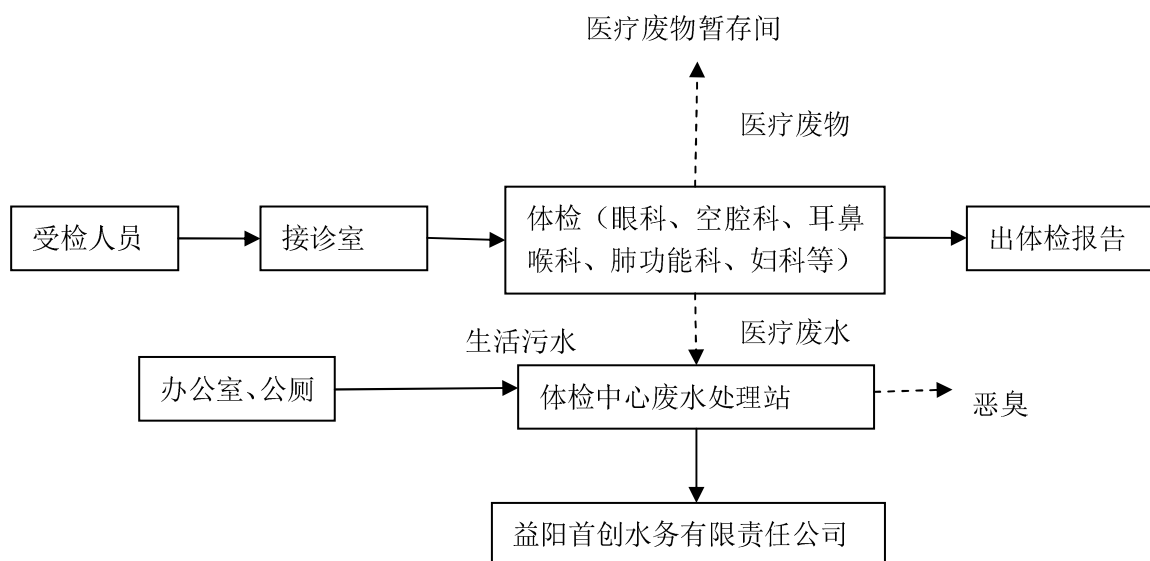 医疗废物暂存间
医疗废物
受检人员
接诊室
体检（眼科、空腔科、耳鼻
喉科、肺功能科、妇科等）
出体检报告
生活污水
医疗废水
办公室、公厕
体检中心废水处理站
恶臭
益阳首创水务有限责任公司